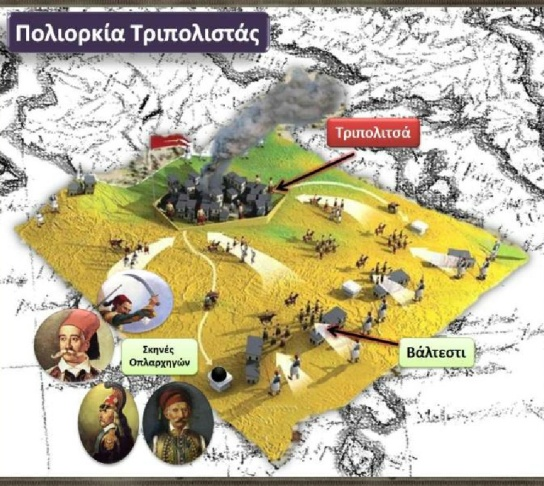 Πολιορκία Τριπολιστάς
Τριπολιτσά
Σκηνές
Οπλαρχηγών
Βάλτεστι